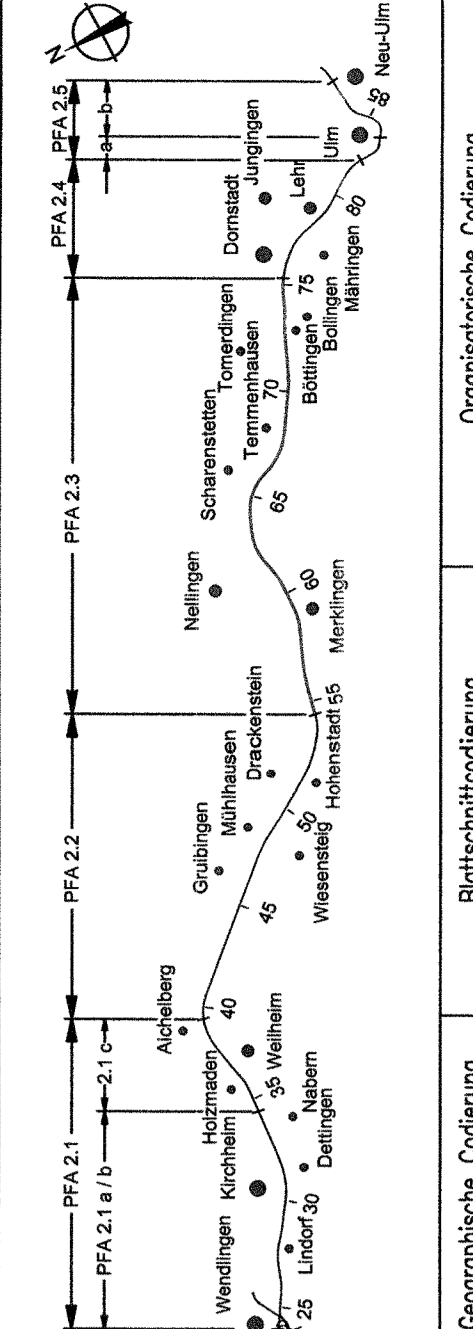 PFA 2.1
PFA 2.2
PFA 2.3
PFA 2.4
PFA 2.5
PFA 2.1 a / b
2.1 c
a
b
N
Wendlingen
Kirchheim
Holzmaden
Aichelberg
Lindorf
Dettingen
Nabern
Weilheim
Gruibingen
Mühlhausen
Drackenstein
Wiesensteig
Hohenstadt
Nellingen
Merklingen
Scharenstetten
Temmenhausen
Tomerdingen
Böttingen
Bollingen
Mähringen
Dornstadt
Jungingen
Lehr
Ulm
Neu-Ulm
25
30
35
40
45
50
55
60
65
70
75
80
85
Geographische Codierung
Blattschnittcodierung
Organisatorische Codierung